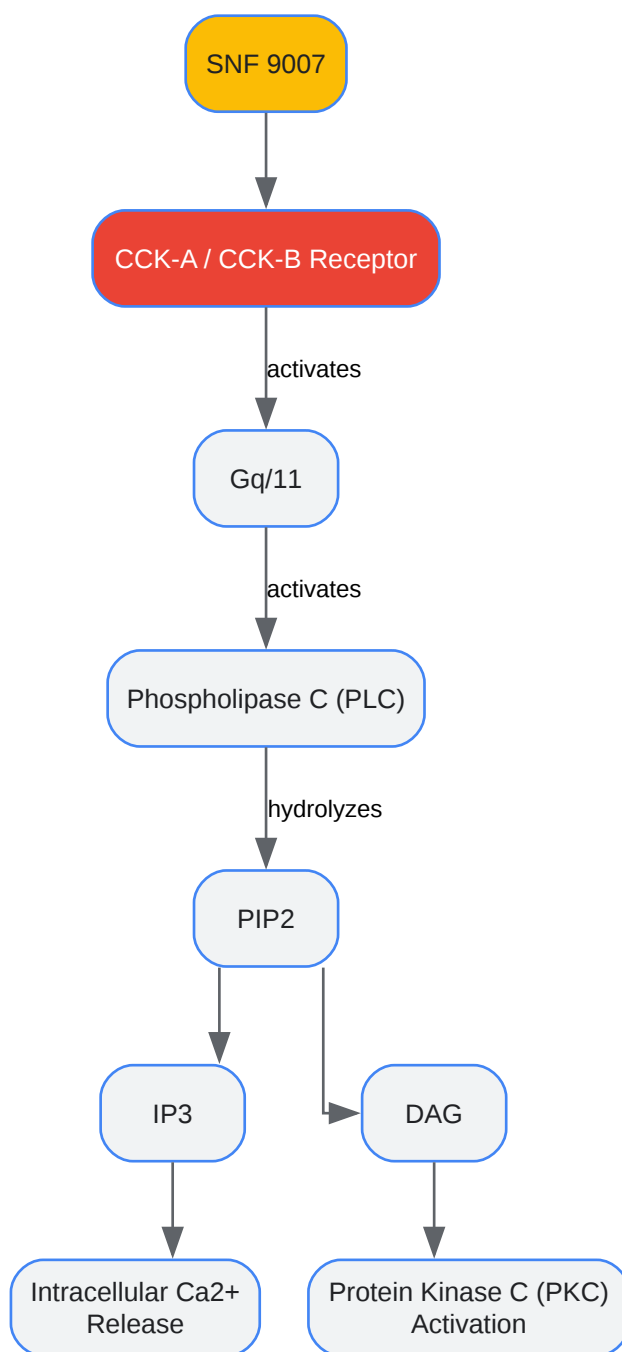 SNF 9007
CCK-A / CCK-B Receptor
activates
Gq/11
activates
Phospholipase C (PLC)
hydrolyzes
PIP2
IP3
DAG
Intracellular Ca2+
Release
Protein Kinase C (PKC)
Activation